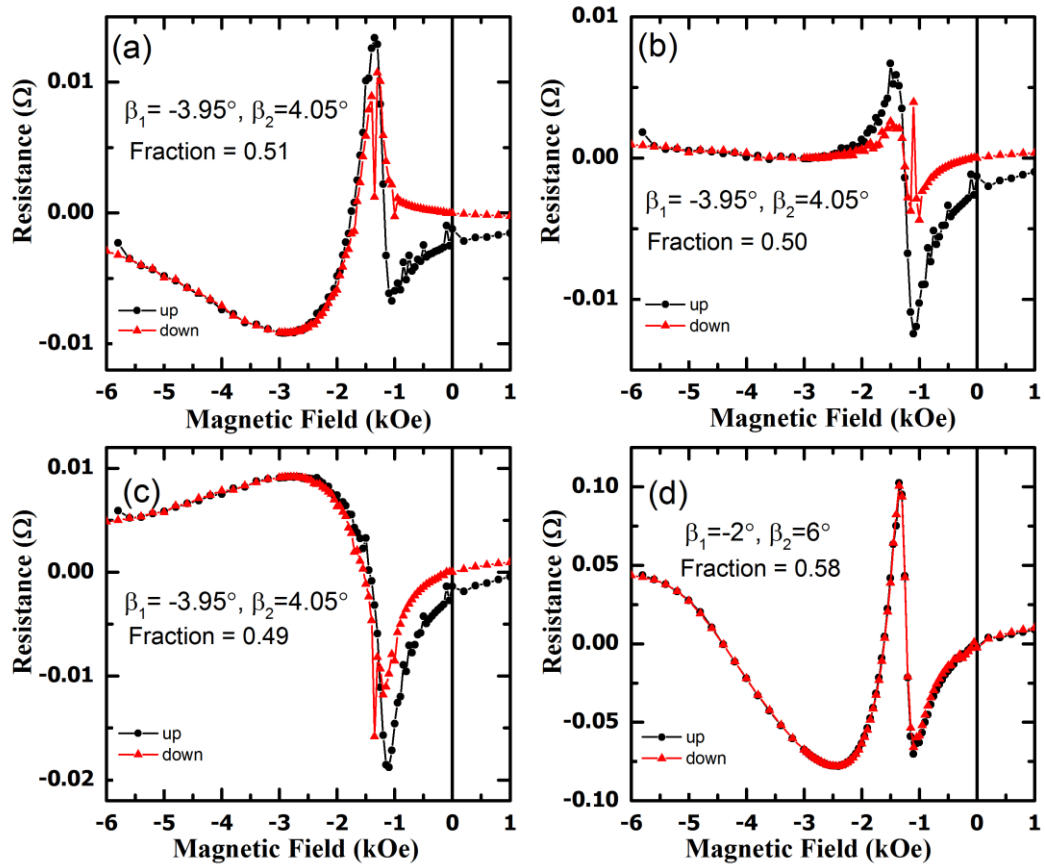 (a)
β₁= -3.95°, β₂=4.05°
Fraction = 0.51
up
down
0.01
0.00
-0.01
Resistance (Ω)
-6 -5 -4 -3 -2 -1 0 1
Magnetic Field (kOe)
(b)
β₁= -3.95°, β₂=4.05°
Fraction = 0.50
up
down
0.01
0.00
-0.01
Resistance (Ω)
-6 -5 -4 -3 -2 -1 0 1
Magnetic Field (kOe)
(c)
β₁= -3.95°, β₂=4.05°
Fraction = 0.49
up
down
0.01
0.00
-0.01
-0.02
Resistance (Ω)
-6 -5 -4 -3 -2 -1 0 1
Magnetic Field (kOe)
(d)
β₁=-2°, β₂=6°
Fraction = 0.58
up
down
0.10
0.05
0.00
-0.05
-0.10
Resistance (Ω)
-6 -5 -4 -3 -2 -1 0 1
Magnetic Field (kOe)